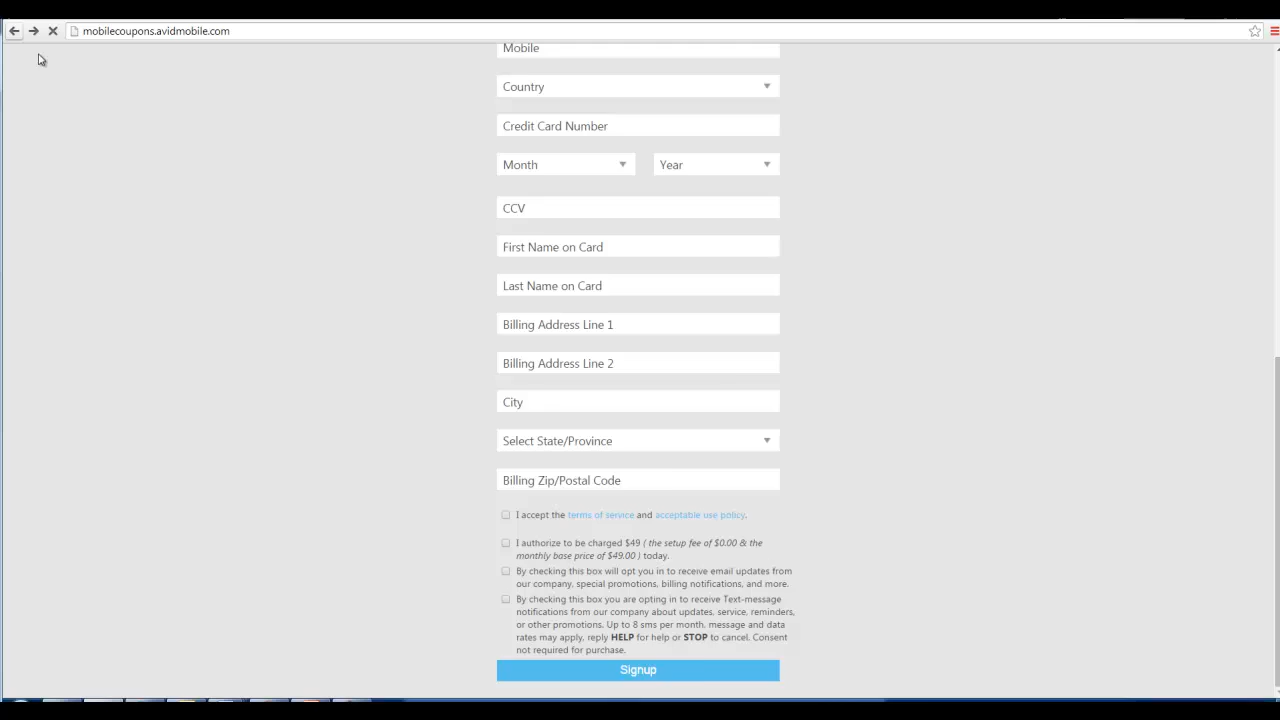 mobilecoupons.avidmobile.com
Mobile
Country
Credit Card Number
Month Year
CCV
First Name on Card
Last Name on Card
Billing Address Line 1
Billing Address Line 2
City
Select State/Province
Billing Zip/Postal Code
I accept the terms of service and acceptable use policy.
I authorize to be charged $49 ( the setup fee of $0.00 & the
monthly base price of $49.00 ) today.
By checking this box will opt you in to receive email updates from
our company, special promotions, billing notifications, and more.
By checking this box you are opting in to receive Text-message
notifications from our company about updates, service, reminders,
or other promotions. Up to 8 sms per month, message and data
rates may apply, reply HELP for help or STOP to cancel. Consent
not required for purchase.
Signup